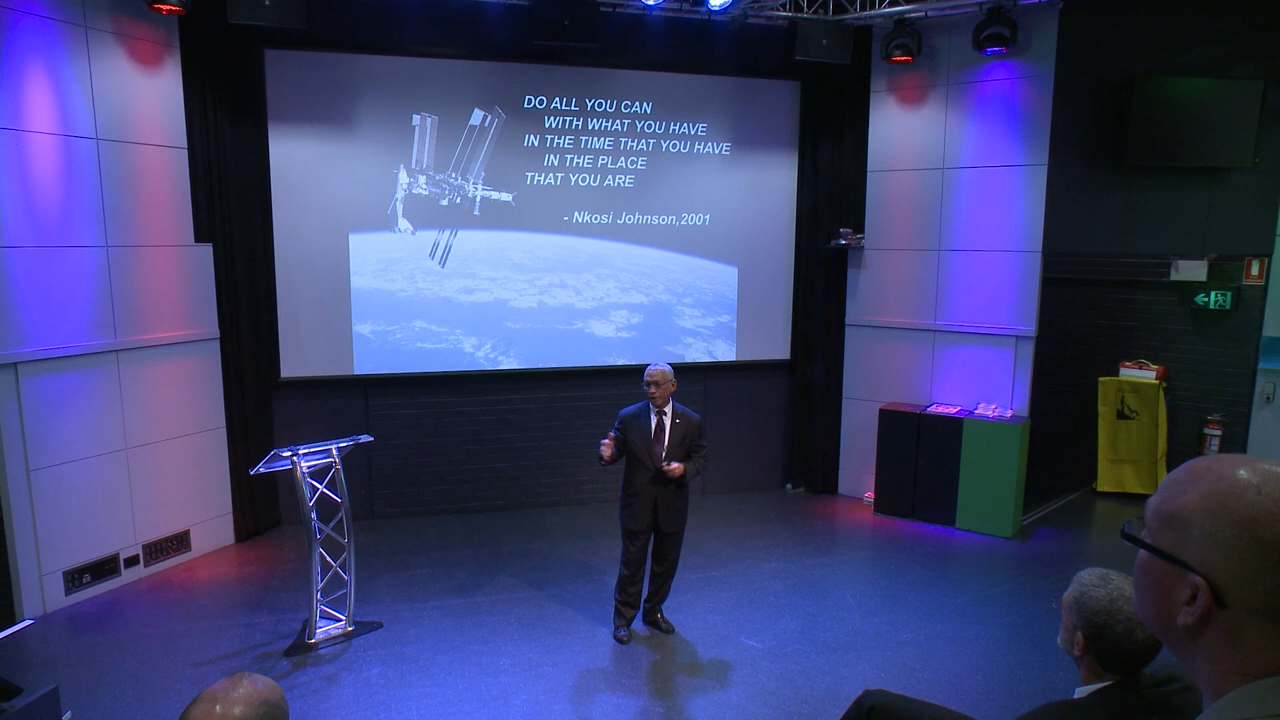 DO ALL YOU CAN
WITH WHAT YOU HAVE
IN THE TIME THAT YOU HAVE
IN THE PLACE
THAT YOU ARE
- Nkosi Johnson,2001